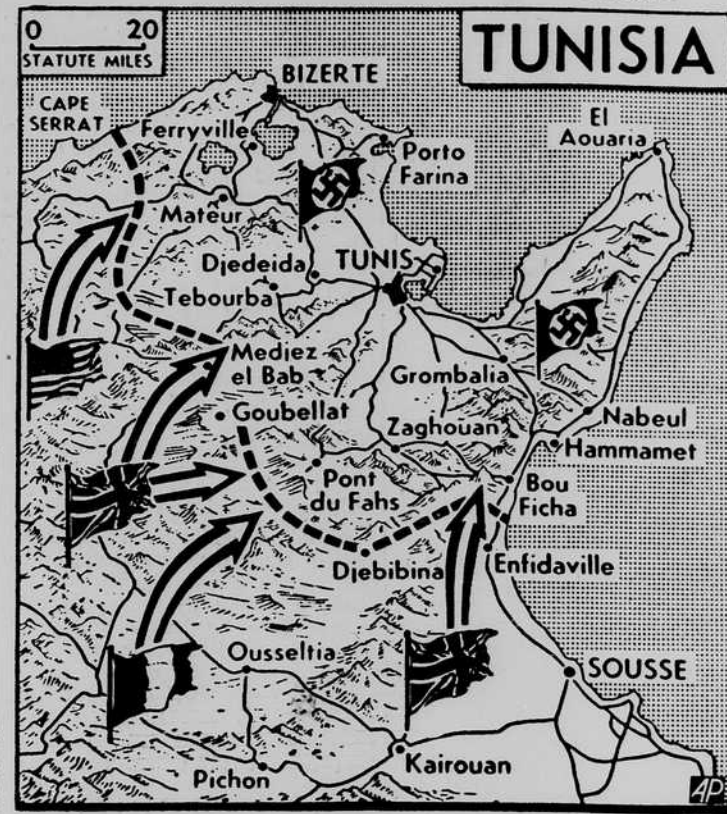 0 20
STATUTE MILES
TUNISIA
BIZERTE
CAPE
SERRAT
Ferryville
Porto
Farina
El
Aouaria
Mateur
Djedeida
TUNIS
Tebourba
Medjez
el Bab
Grombalia
Goubellat
Zaghouan
Nabeul
Hammamet
Pont
du Fahs
Bou
Ficha
Djebibina
Enfidaville
Ousseltia
SOUSSE
Pichon
Kairouan
AP